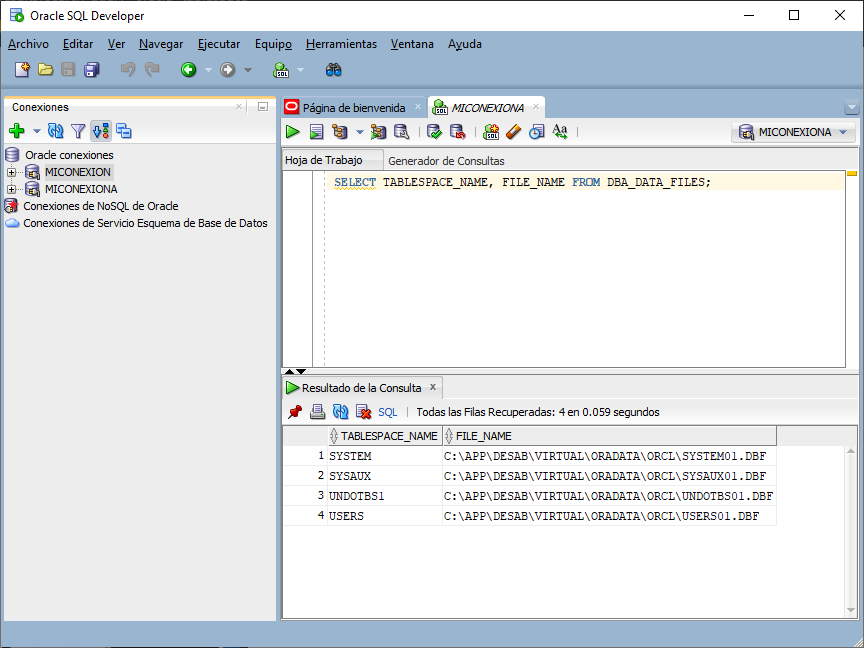 Oracle SQL Developer
Archivo Editar Ver Navegar Ejecutar Equipo Herramientas Ventana Ayuda
Conexiones
Oracle conexiones
MICONEXION
MICONEXIONA
Conexiones de NoSQL de Oracle
Conexiones de Servicio Esquema de Base de Datos
Página de bienvenida MICONEXIONA
MICONEXIONA
Hoja de Trabajo Generador de Consultas
SELECT TABLESPACE_NAME, FILE_NAME FROM DBA_DATA_FILES;
Resultado de la Consulta
SQL | Todas las Filas Recuperadas: 4 en 0.059 segundos
TABLESPACE_NAME FILE_NAME
1 SYSTEM C:\APP\DESAB\VIRTUAL\ORADATA\ORCL\SYSTEM01.DBF
2 SYSAUX C:\APP\DESAB\VIRTUAL\ORADATA\ORCL\SYSAUX01.DBF
3 UNDOTBS1 C:\APP\DESAB\VIRTUAL\ORADATA\ORCL\UNDOTBS01.DBF
4 USERS C:\APP\DESAB\VIRTUAL\ORADATA\ORCL\USERS01.DBF